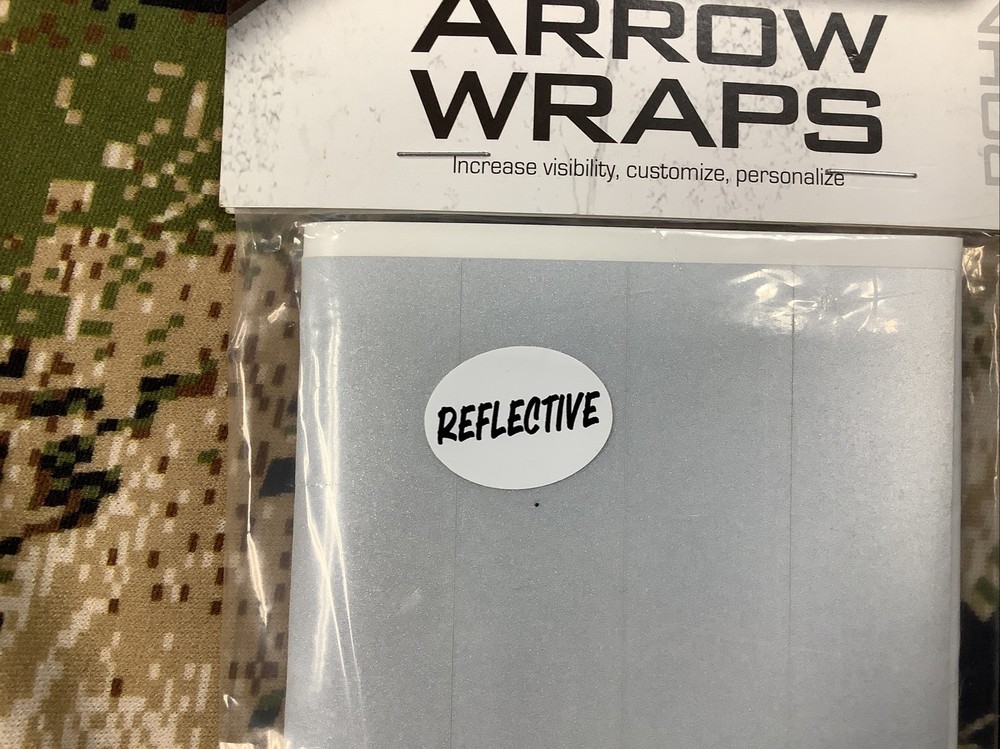 ARROW
WRAPS
Increase visibility, customize, personalize
REFLECTIVE